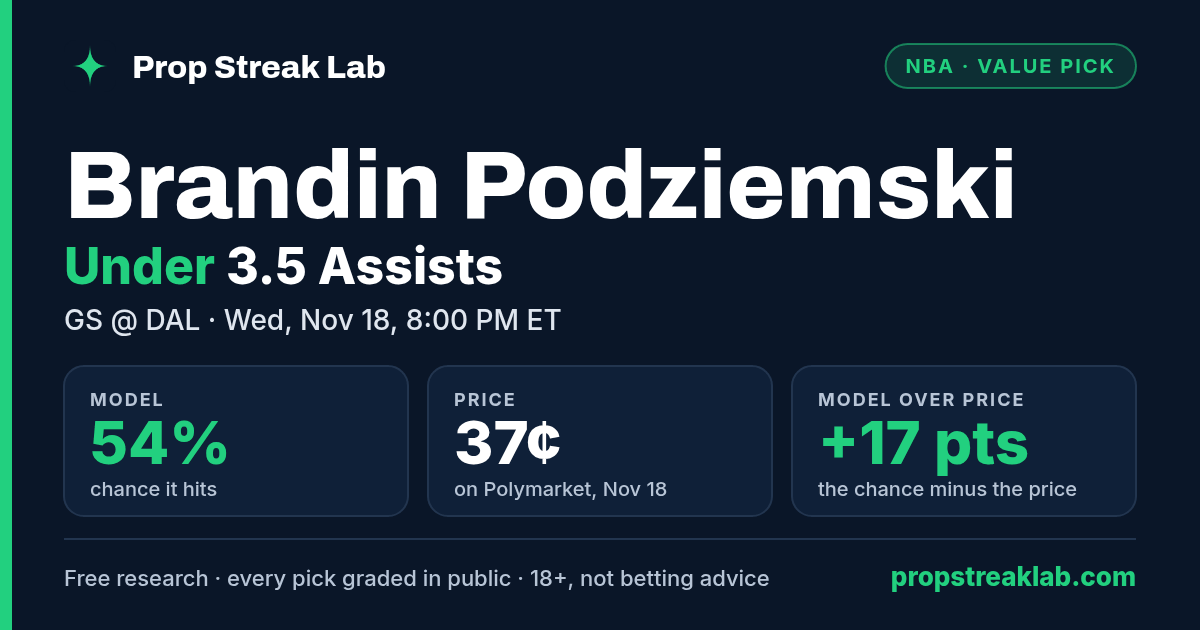 Prop Streak Lab
NBA · VALUE PICK
Brandin Podziemski
Under 3.5 Assists
GS @ DAL · Wed, Nov 18, 8:00 PM ET
MODEL
54%
chance it hits
PRICE
37¢
on Polymarket, Nov 18
MODEL OVER PRICE
+17 pts
the chance minus the price
Free research · every pick graded in public · 18+, not betting advice
propstreaklab.com